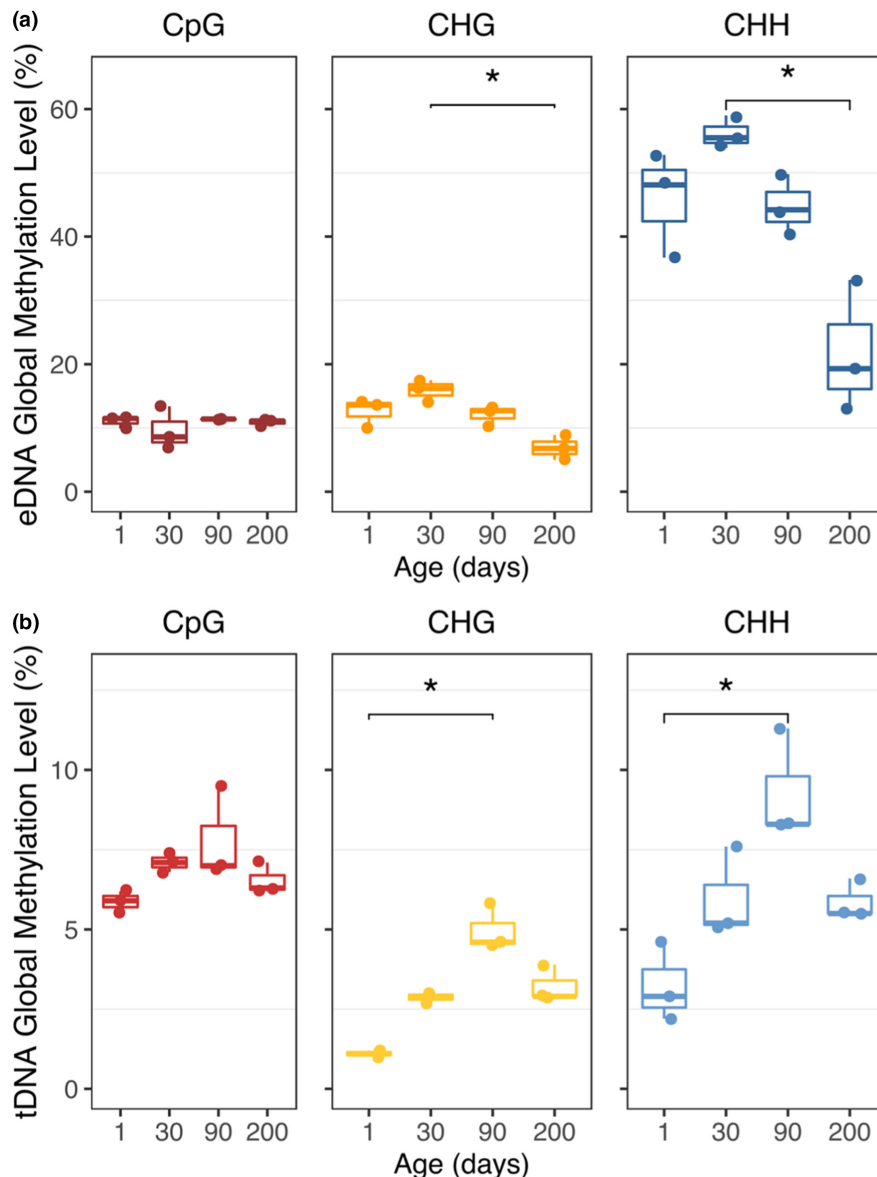 (a)
CpG CHG CHH
eDNA Global Methylation Level (%)
* *
60
40
20
0
1 30 90 200 1 30 90 200 1 30 90 200
Age (days)
(b)
CpG CHG CHH
tDNA Global Methylation Level (%)
* *
10
5
0
1 30 90 200 1 30 90 200 1 30 90 200
Age (days)